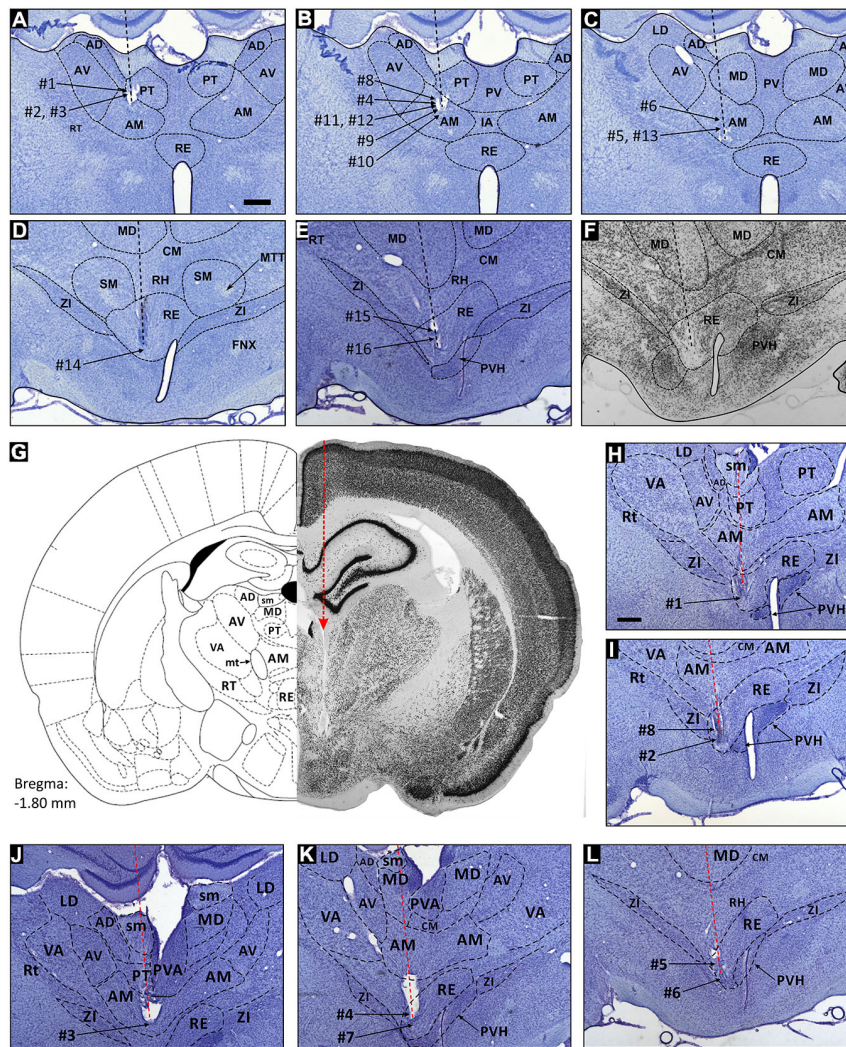 A
AD
AD
AV
AV
#1
PT
PT
#2, #3
AM
AM
RT
RE
B
AD
AD
AV
AV
#8
PT
PT
#4
PV
#11, #12
AM
IA
AM
#9
#10
RE
C
LD
AD
AV
MD
PV
MD
#6
AM
AM
#5, #13
RE
D
MD
CM
MTT
SM
RH
SM
ZI
RE
ZI
#14
FNX
E
RT
MD
MD
CM
RH
ZI
RE
ZI
#15
#16
PVH
F
MD
MD
CM
ZI
ZI
RE
PVH
G
AD
sm
MD
AV
PT
VA
mt
AM
RT
RE
Bregma:
-1.80 mm
H
LD
sm
VA
AD
PT
AV
PT
Rt
AM
AM
ZI
RE
ZI
#1
PVH
I
VA
CM
AM
AM
Rt
RE
ZI
ZI
#8
#2
PVH
J
LD
sm
LD
AD
sm
MD
VA
AV
AV
Rt
PT
PVA
AM
AM
ZI
RE
ZI
#3
K
LD
AD
sm
MD
MD
AV
AV
PVA
VA
VA
CM
AM
AM
ZI
RE
ZI
#4
#7
PVH
L
MD
CM
ZI
RH
ZI
RE
#5
#6
PVH